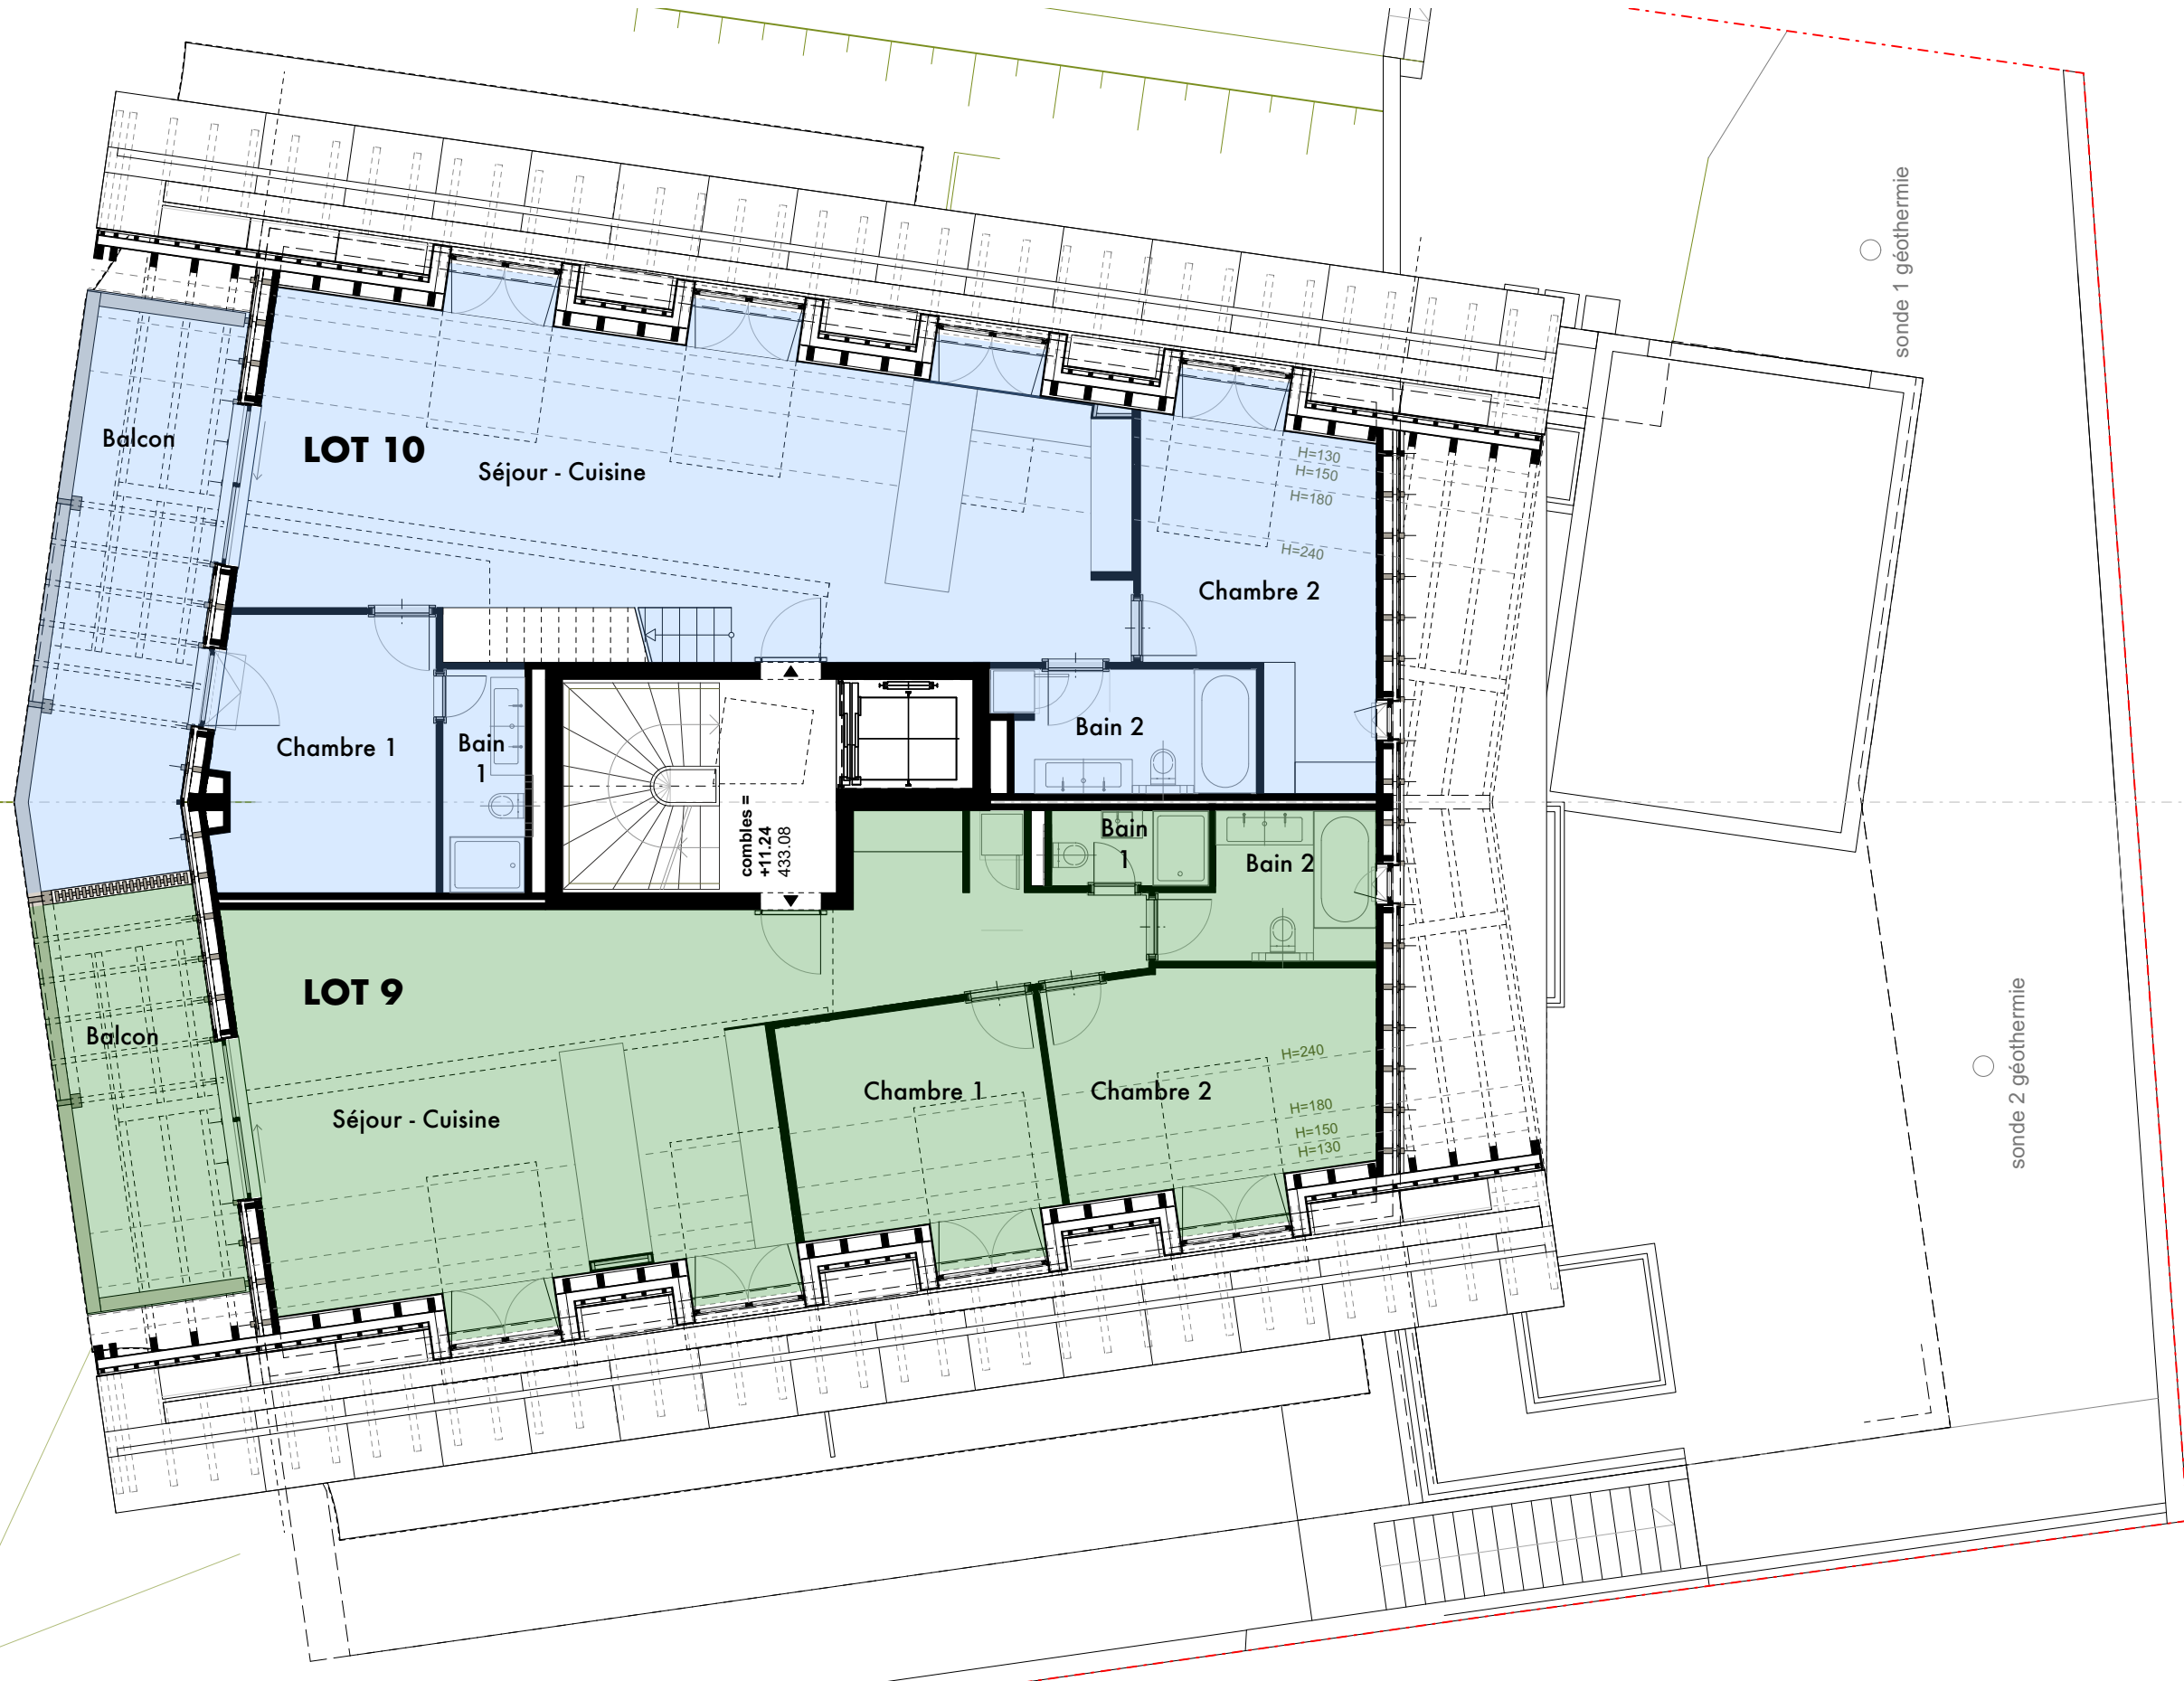 sonde 1 géothermie
Balcon
LOT 10
Séjour - Cuisine
H=130
H=150
H=180
H=240
Chambre 2
Chambre 1
Bain
1
Bain 2
combles =
+11.24
433.08
Bain
1
Bain 2
LOT 9
Balcon
Séjour - Cuisine
Chambre 1
Chambre 2
H=240
H=180
H=150
H=130
sonde 2 géothermie